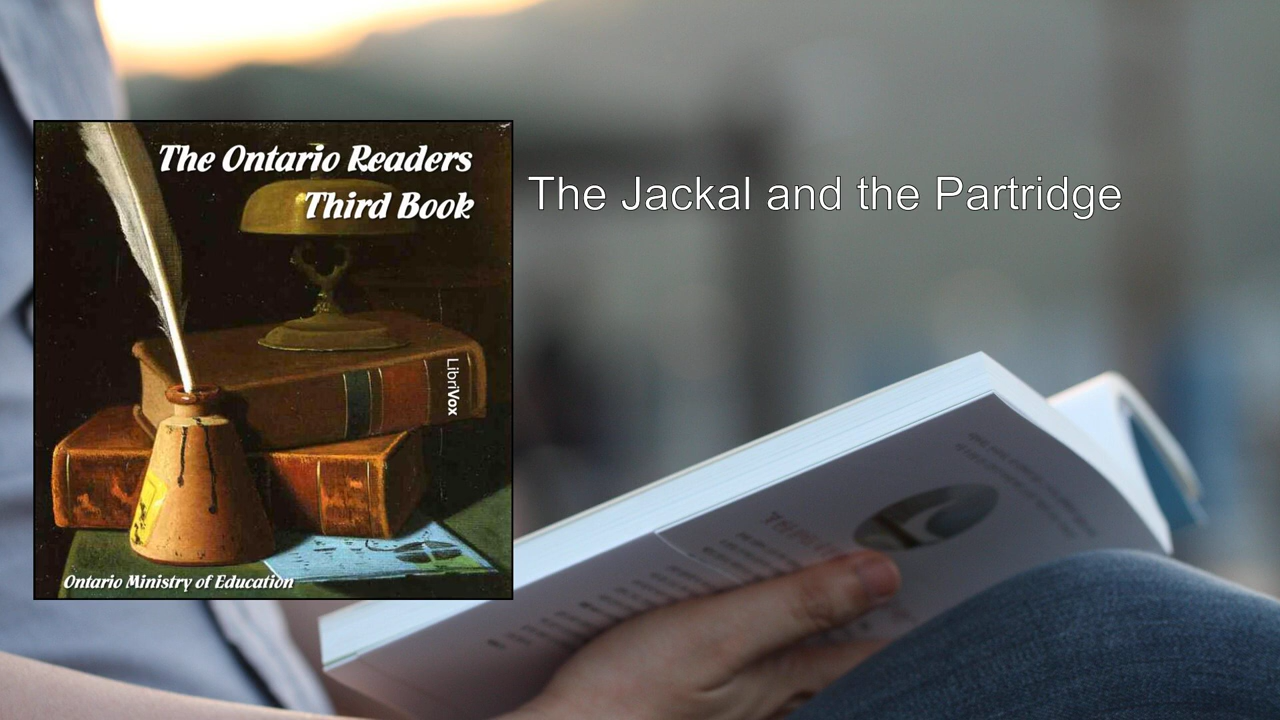 The Ontario Readers
Third Book
The Jackal and the Partridge
LibriVox
Ontario Ministry of Education